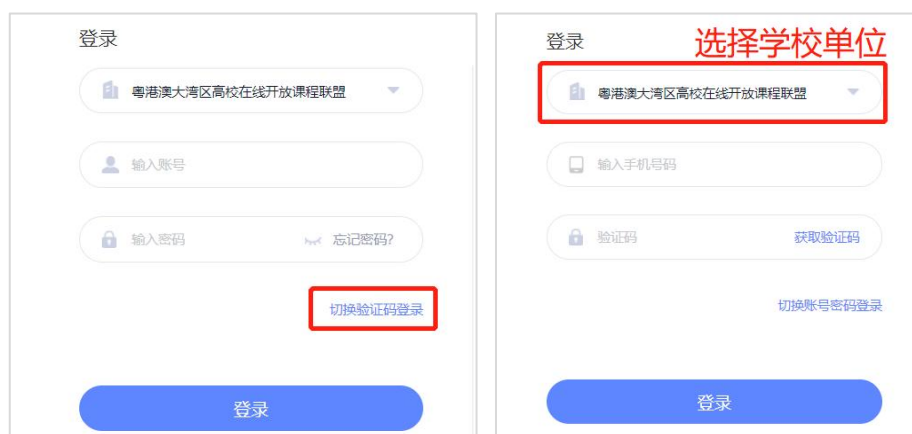 登录
粤港澳大湾区高校在线开放课程联盟
输入账号
输入密码
忘记密码?
切换验证码登录
登录
登录
选择学校单位
粤港澳大湾区高校在线开放课程联盟
输入手机号码
验证码
获取验证码
切换账号密码登录
登录